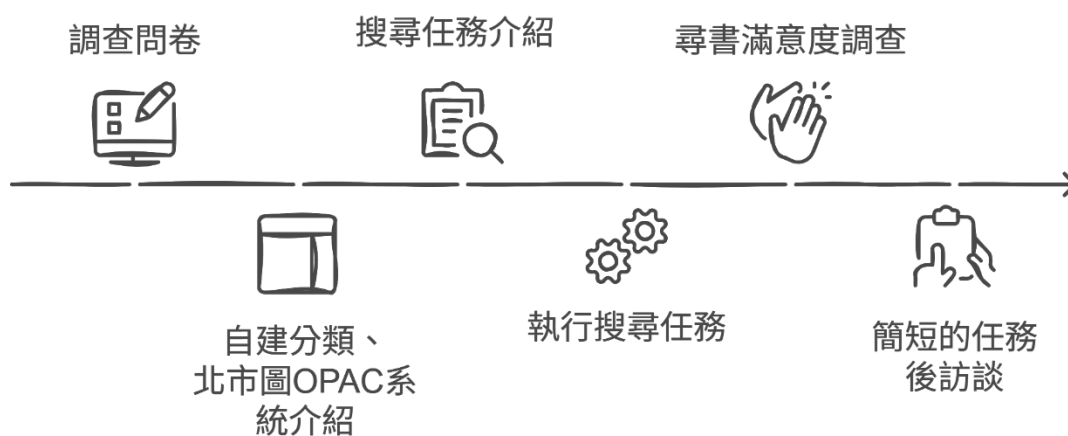 調查問卷
搜尋任務介紹
尋書滿意度調查
自建分類、
北市圖OPAC系
統介紹
執行搜尋任務
簡短的任務
後訪談